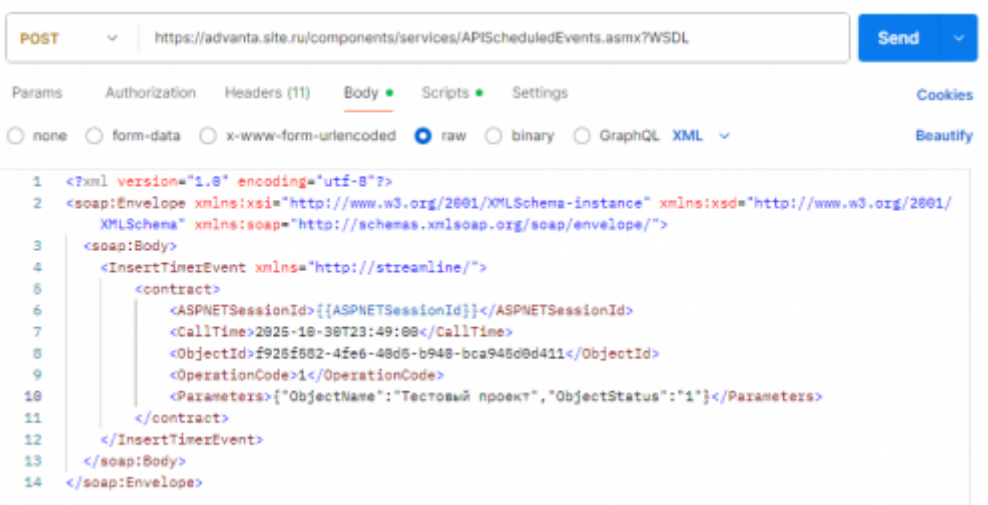 POST https://advanta.site.ru/components/services/APIScheduledEvents.asmx?WSDL Send
Params Authorization Headers (11) Body Scripts Settings Cookies
none form-data x-www-form-urlencoded raw binary GraphQL XML Beautify
1 <?xml version="1.0" encoding="utf-8"?>
2 <soap:Envelope xmlns:xsi="http://www.w3.org/2001/XMLSchema-instance" xmlns:xsd="http://www.w3.org/2001/
XMLSchema" xmlns:soap="http://schemas.xmlsoap.org/soap/envelope/">
3 <soap:Body>
4 <InsertTimerEvent xmlns="http://streamline/">
5 <contract>
6 <ASPNETSessionId>{{ASPNETSessionId}}</ASPNETSessionId>
7 <CallTime>2025-10-30T23:49:00</CallTime>
8 <ObjectId></ObjectId>
9 <OperationCode>1</OperationCode>
10 <Parameters>{"ObjectName":"Тестовый проект","ObjectStatus":"1"}</Parameters>
11 </contract>
12 </InsertTimerEvent>
13 </soap:Body>
14 </soap:Envelope>